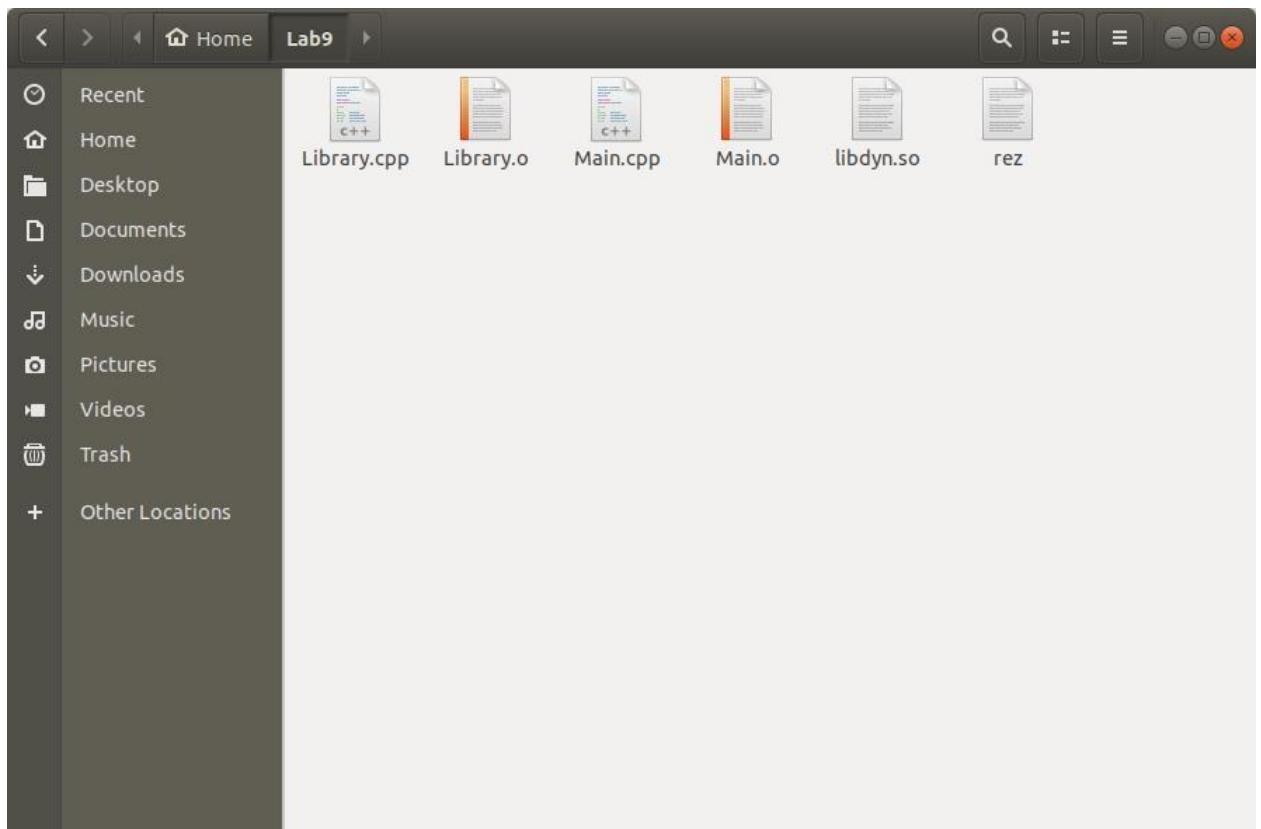 Home Lab9
Recent
Home
Desktop
Documents
Downloads
Music
Pictures
Videos
Trash
Other Locations
C++ C++
Library.cpp Library.o Main.cpp Main.o libdyn.so rez